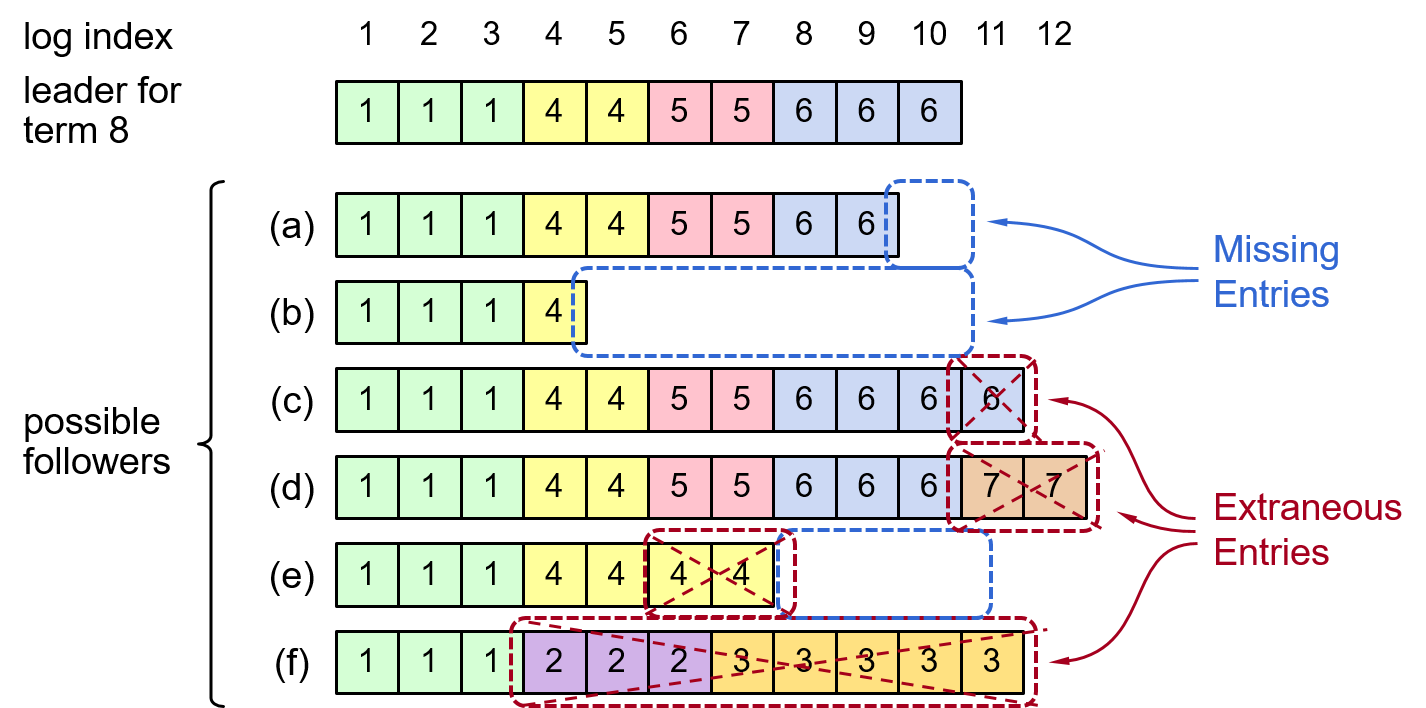 log index 1 2 3 4 5 6 7 8 9 10 11 12
leader for
term 8
1 1 1 4 4 5 5 6 6 6
(a) 1 1 1 4 4 5 5 6 6
Missing
Entries
(b) 1 1 1 4
(c) 1 1 1 4 4 5 5 6 6 6 6
possible
followers
(d) 1 1 1 4 4 5 5 6 6 6 7 7
Extraneous
Entries
(e) 1 1 1 4 4 4 4
(f) 1 1 1 2 2 2 3 3 3 3 3